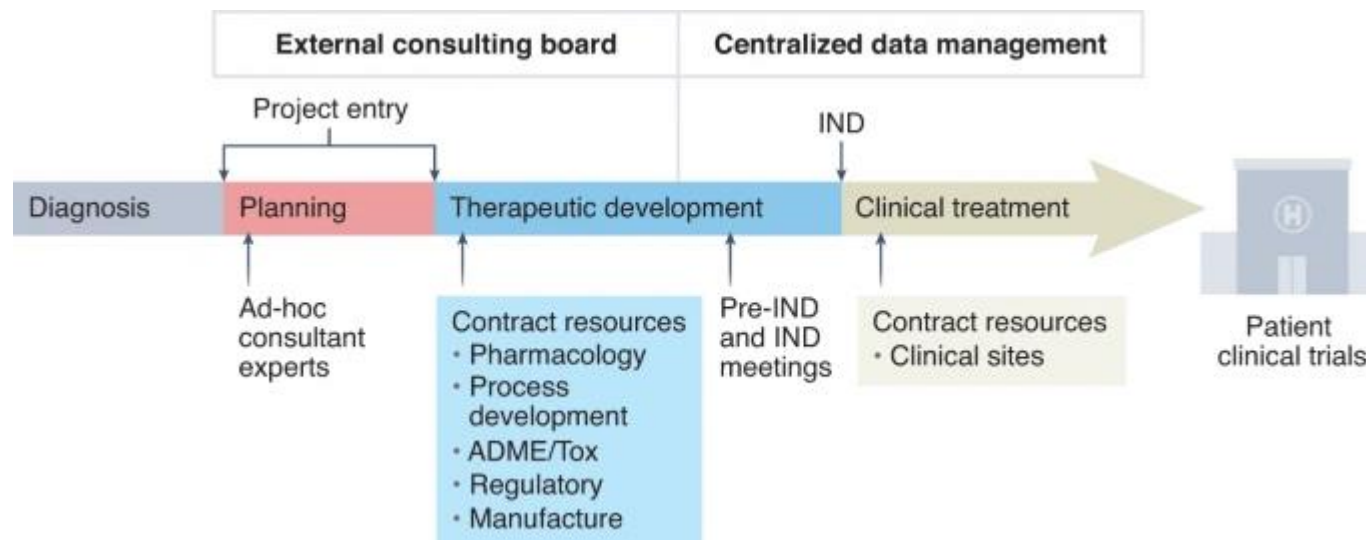 External consulting board
Centralized data management
Project entry
IND
Diagnosis
Planning
Therapeutic development
Clinical treatment
H
Ad-hoc
consultant
experts
Contract resources
• Pharmacology
• Process
development
• ADME/Tox
• Regulatory
• Manufacture
Pre-IND
and IND
meetings
Contract resources
• Clinical sites
Patient
clinical trials